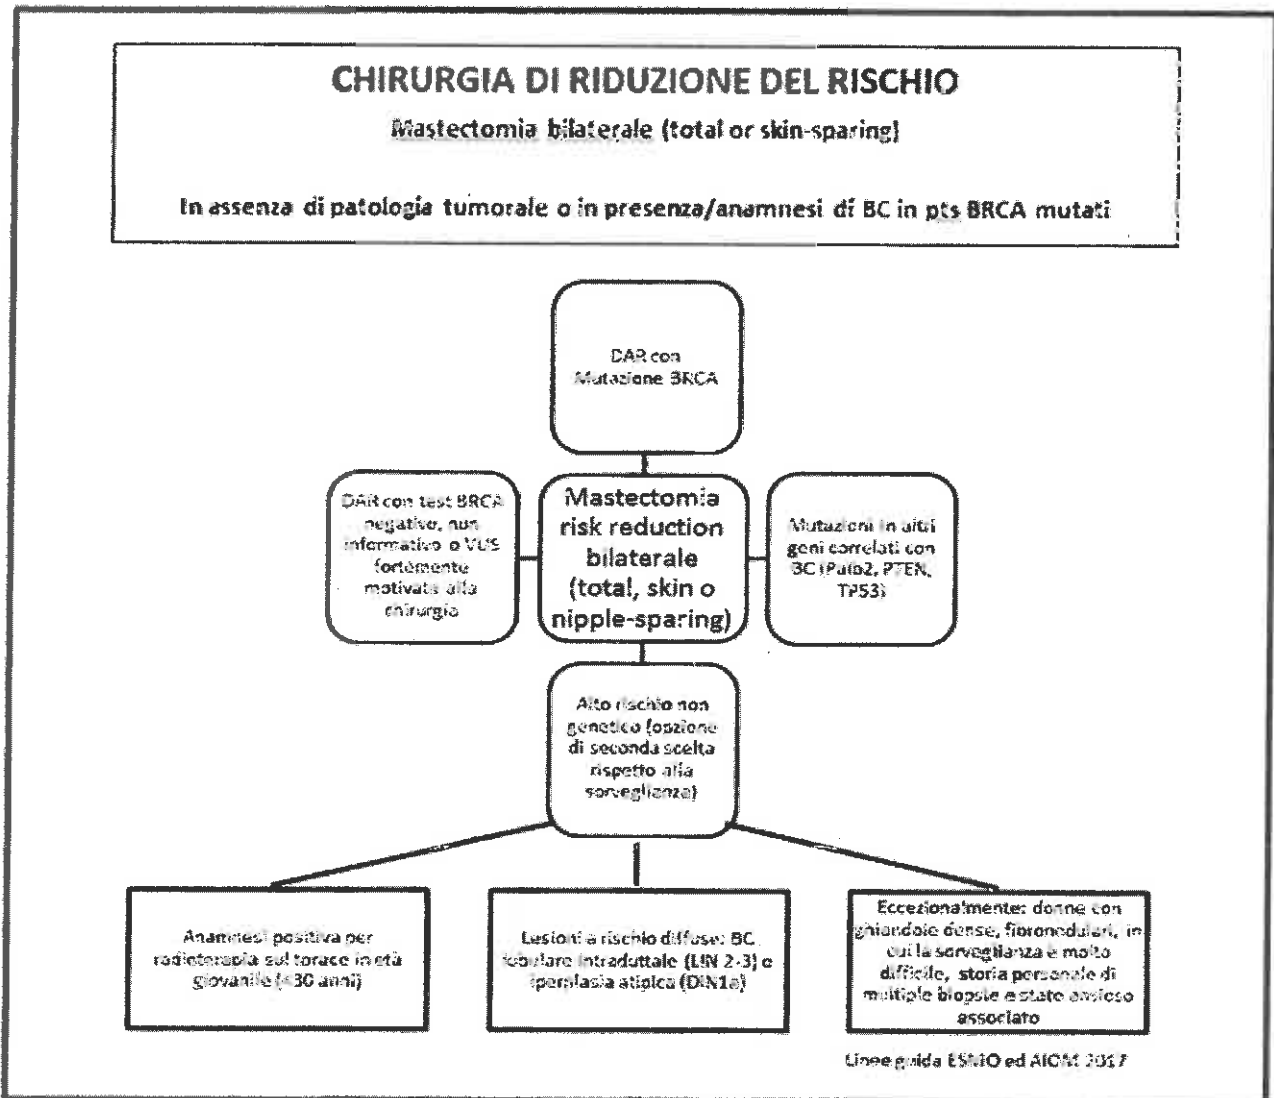 CHIRURGIA DI RIDUZIONE DEL RISCHIO
Mastectomia bilaterale (total or skin-sparing)
In assenza di patologia tumorale o in presenza/anamnesi di BC in pts BRCA mutati
DAR con
Mutazione BRCA
DAR con test BRCA
negativo, non
informativo o VUS
fortemente
motivate alla
chirurgia
Mastectomia
risk reduction
bilaterale
(total, skin o
nipple-sparing)
Mutazioni in altri
geni correlati con
BC (Palb2, PTEN,
TP53)
Alto rischio non
genetico (opzione
di seconda scelta
rispetto alla
sorveglianza)
Anamnesi positiva per
radioterapia sul torace in età
giovanile (<30 anni)
Lesioni a rischio diffuse: BC
lobulare intraduttale (LIN 2-3) o
iperplasia atipica (DIN1a)
Eccezionalmente: donne con
ghiandole dense, fibronodulari, in
cui la sorveglianza è molto
difficile, storia personale di
multiple biopsie e stato ansioso
associato
Linee guida ESMO ed AIOM 2017